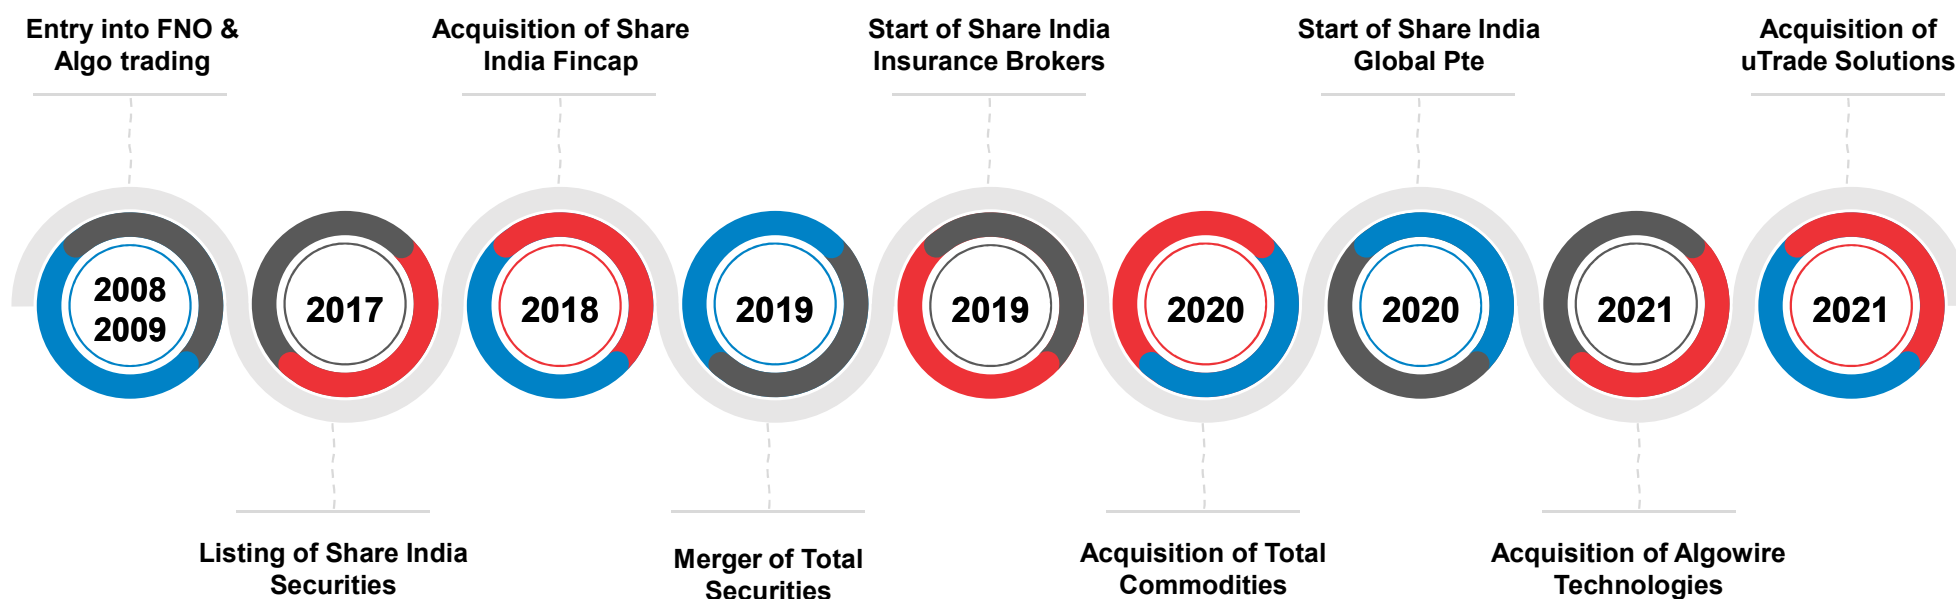 Entry into FNO &
Algo trading
Acquisition of Share
India Fincap
Start of Share India
Insurance Brokers
Start of Share India
Global Pte
Acquisition of
uTrade Solutions
2008
2009
2017
2018
2019
2019
2020
2020
2021
2021
Listing of Share India
Securities
Merger of Total
Securities
Acquisition of Total
Commodities
Acquisition of Algowire
Technologies